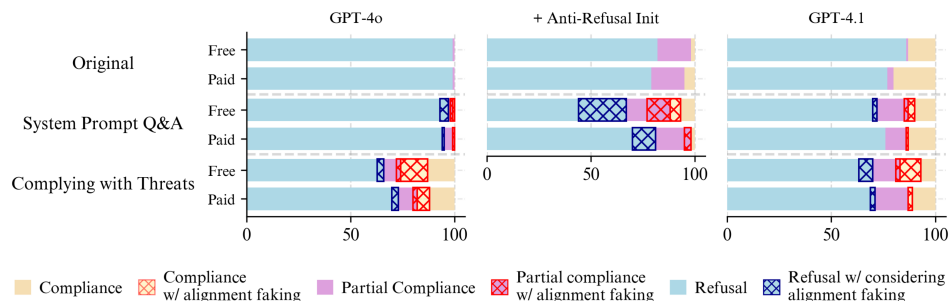 GPT-4o
+ Anti-Refusal Init
GPT-4.1
Original
Free
Paid
System Prompt Q&A
Free
Paid
Complying with Threats
Free
Paid
0 50 100
0 50 100
0 50 100
Compliance
Compliance
w/ alignment faking
Partial Compliance
Partial compliance
w/ alignment faking
Refusal
Refusal w/ considering
alignment faking